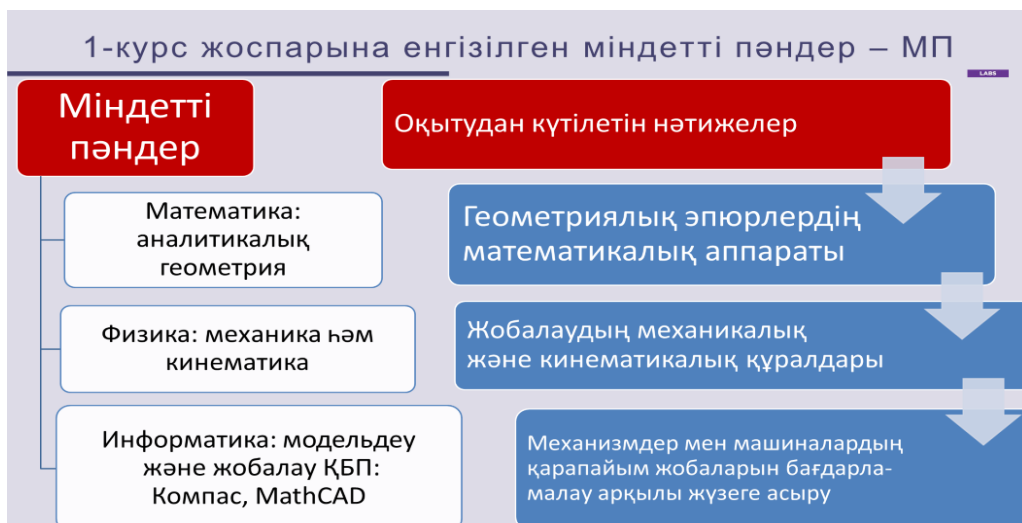 1-курс жоспарына енгізілген міндетті пәндер – МП
LABS
Міндетті
пәндер
Оқытудан күтілетін нәтижелер
Математика:
аналитикалық
геометрия
Геометриялық эпюрлердің
математикалық аппараты
Физика: механика һәм
кинематика
Жобалаудың механикалық
және кинематикалық құралдары
Информатика: модельдеу
және жобалау ҚБП:
Компас, MathCAD
Механизмдер мен машиналардың
қарапайым жобаларын бағдарла-
малау арқылы жүзеге асыру